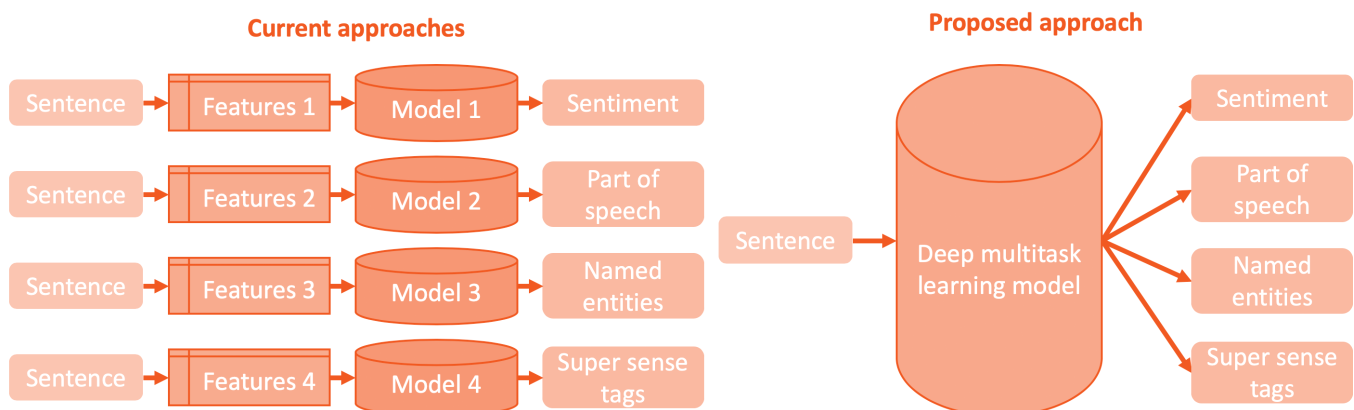 Current approaches
Sentence
Features 1
Model 1
Sentiment
Sentence
Features 2
Model 2
Part of
speech
Sentence
Features 3
Model 3
Named
entities
Sentence
Features 4
Model 4
Super sense
tags
Proposed approach
Sentence
Deep multitask
learning model
Sentiment
Part of
speech
Named
entities
Super sense
tags